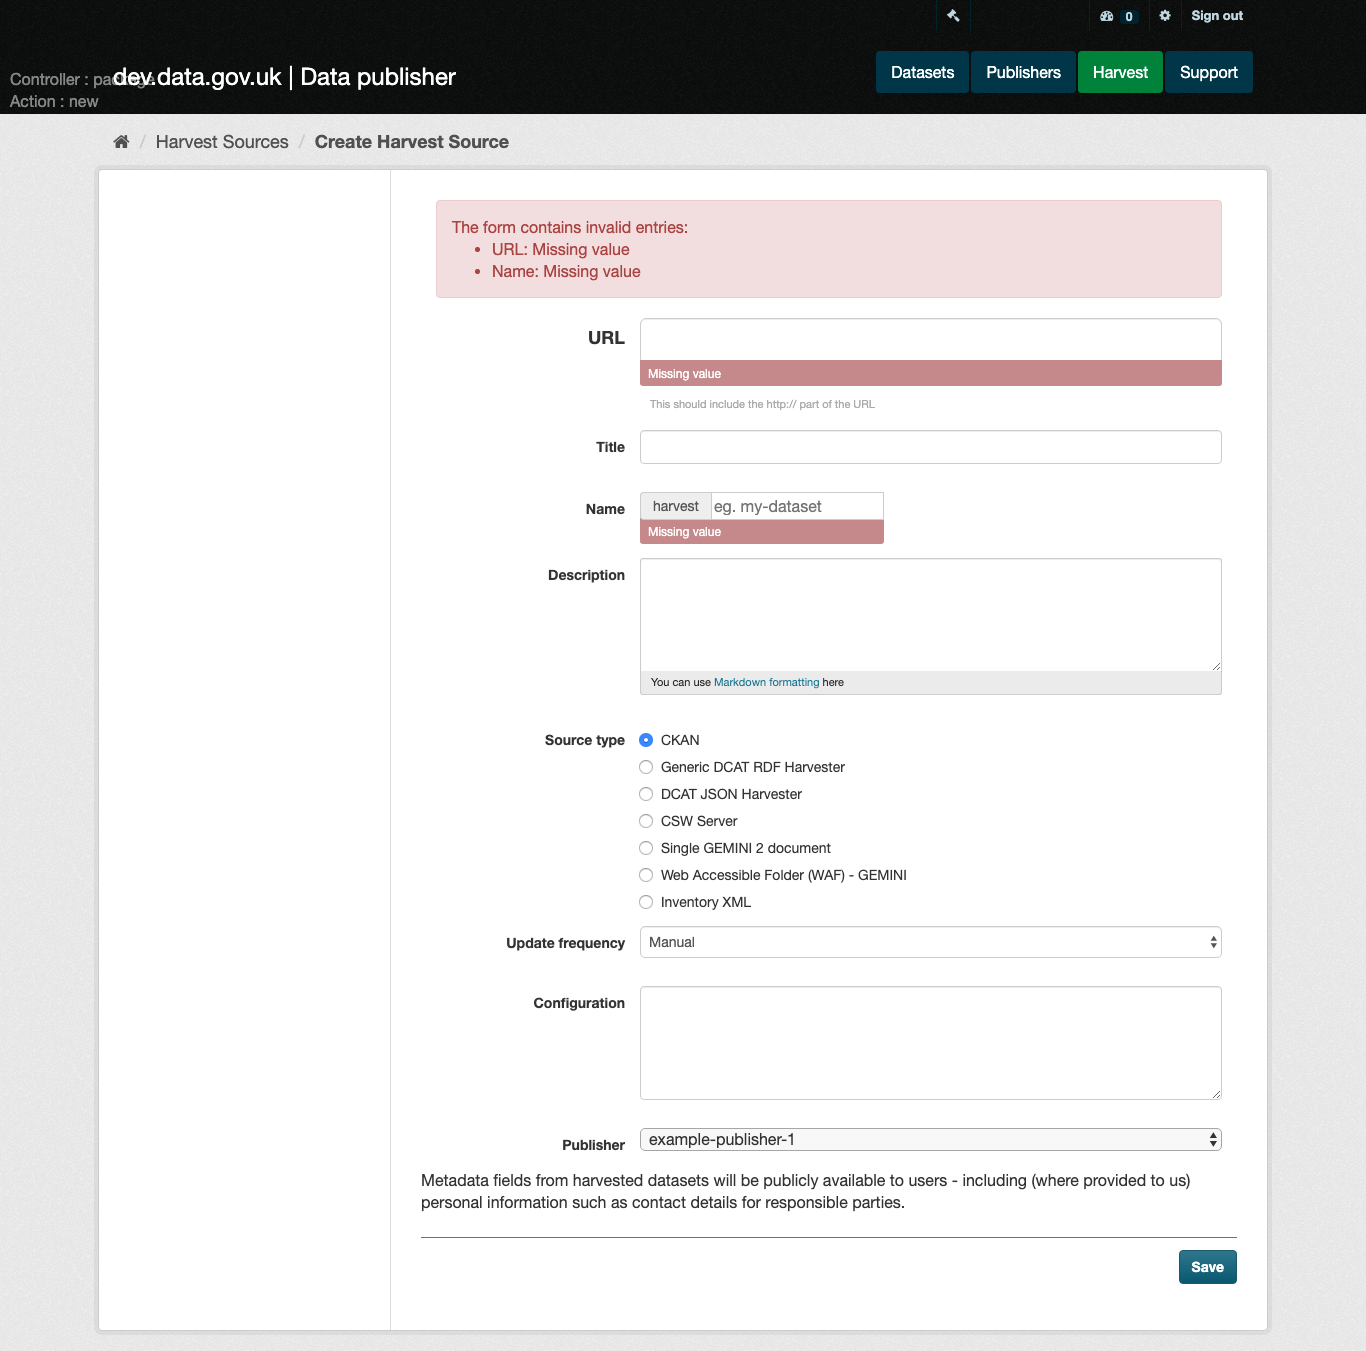 0
Sign out
Controller : package
Action : new
dev.data.gov.uk | Data publisher
Datasets
Publishers
Harvest
Support
/ Harvest Sources / Create Harvest Source
The form contains invalid entries:
• URL: Missing value
• Name: Missing value
URL
Missing value
This should include the http:// part of the URL
Title
Name
harvest
eg. my-dataset
Missing value
Description
You can use Markdown formatting here
Source type
CKAN
Generic DCAT RDF Harvester
DCAT JSON Harvester
CSW Server
Single GEMINI 2 document
Web Accessible Folder (WAF) - GEMINI
Inventory XML
Update frequency
Manual
Configuration
Publisher
example-publisher-1
Metadata fields from harvested datasets will be publicly available to users - including (where provided to us)
personal information such as contact details for responsible parties.
Save